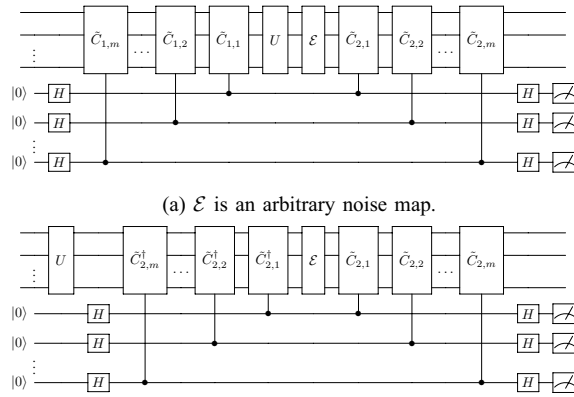 C̃₁,ₘ … C̃₁,₂ C̃₁,₁ U ℰ C̃₂,₁ C̃₂,₂ … C̃₂,ₘ
⋮
|0⟩ H H
|0⟩ H H
⋮
|0⟩ H H
(a) ℰ is an arbitrary noise map.
U C̃†₂,ₘ … C̃†₂,₂ C̃†₂,₁ ℰ C̃₂,₁ C̃₂,₂ … C̃₂,ₘ
⋮
|0⟩ H H
|0⟩ H H
⋮
|0⟩ H H